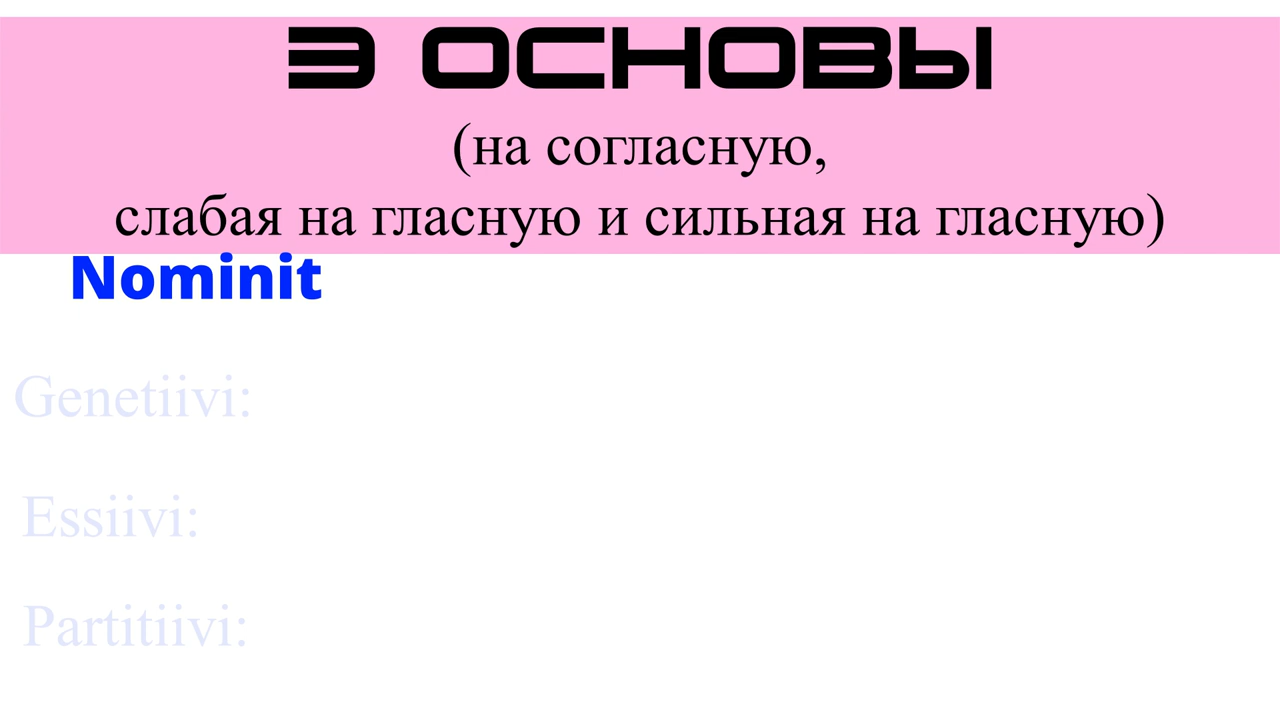 3 ОСНОВЫ
(на согласную,
слабая на гласную и сильная на гласную)
Nominit
Genetiivi:
Essiivi:
Partitiivi: